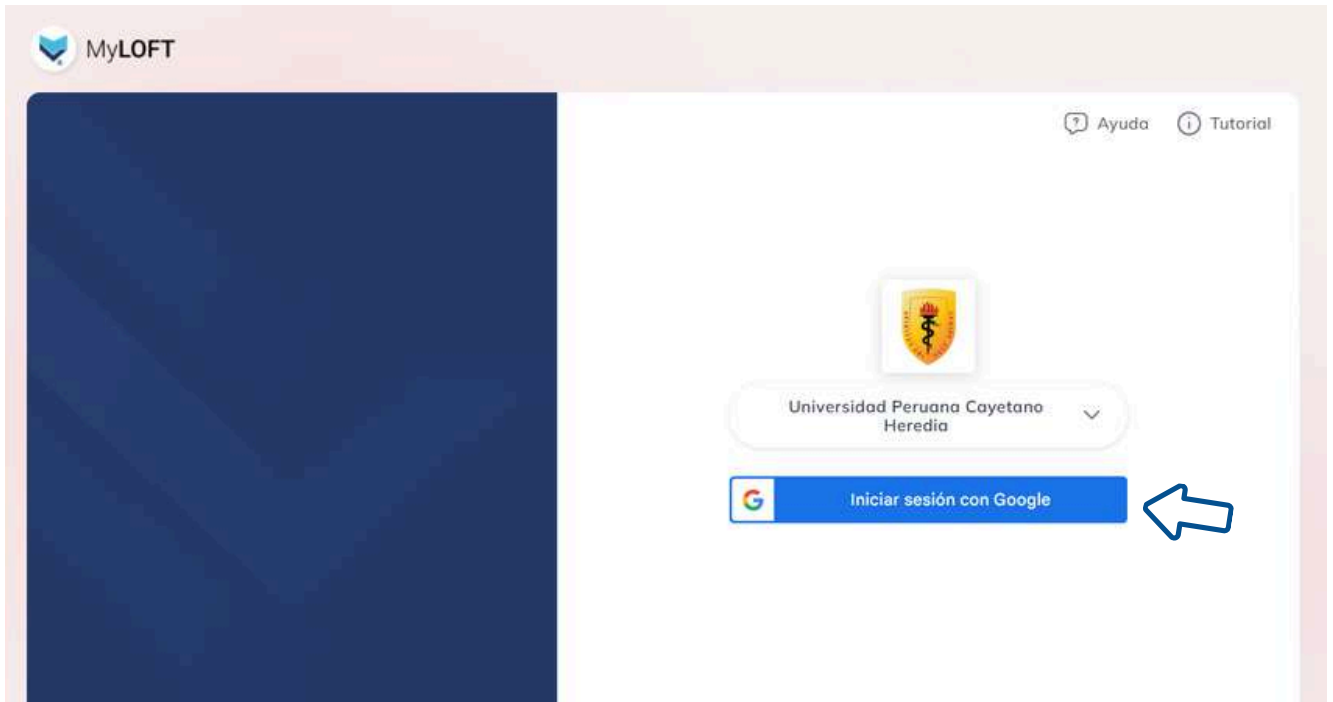 MyLOFT
Ayuda
Tutorial
Universidad Peruana Cayetano
Heredia
Iniciar sesión con Google